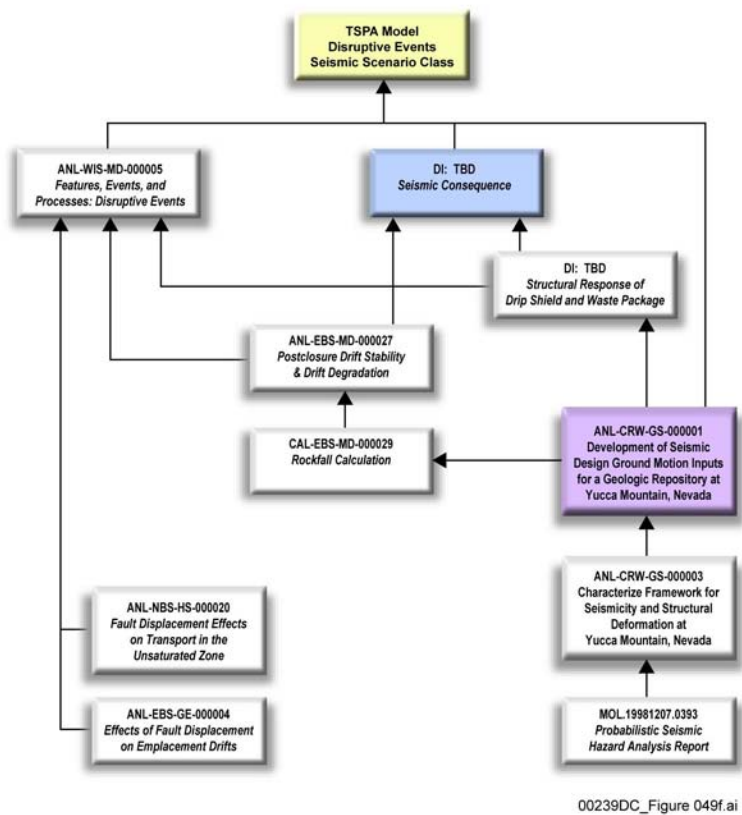 TSPA Model
Disruptive Events
Seismic Scenario Class
ANL-WIS-MD-000005
Features, Events, and
Processes: Disruptive Events
DI: TBD
Seismic Consequence
DI: TBD
Structural Response of
Drip Shield and Waste Package
ANL-EBS-MD-000027
Postclosure Drift Stability
& Drift Degradation
CAL-EBS-MD-000029
Rockfall Calculation
ANL-CRW-GS-000001
Development of Seismic
Design Ground Motion Inputs
for a Geologic Repository at
Yucca Mountain, Nevada
ANL-CRW-GS-000003
Characterize Framework for
Seismicity and Structural
Deformation at
Yucca Mountain, Nevada
ANL-NBS-HS-000020
Fault Displacement Effects
on Transport in the
Unsaturated Zone
ANL-EBS-GE-000004
Effects of Fault Displacement
on Emplacement Drifts
MOL.19981207.0393
Probabilistic Seismic
Hazard Analysis Report
00239DC_Figure 049f.ai